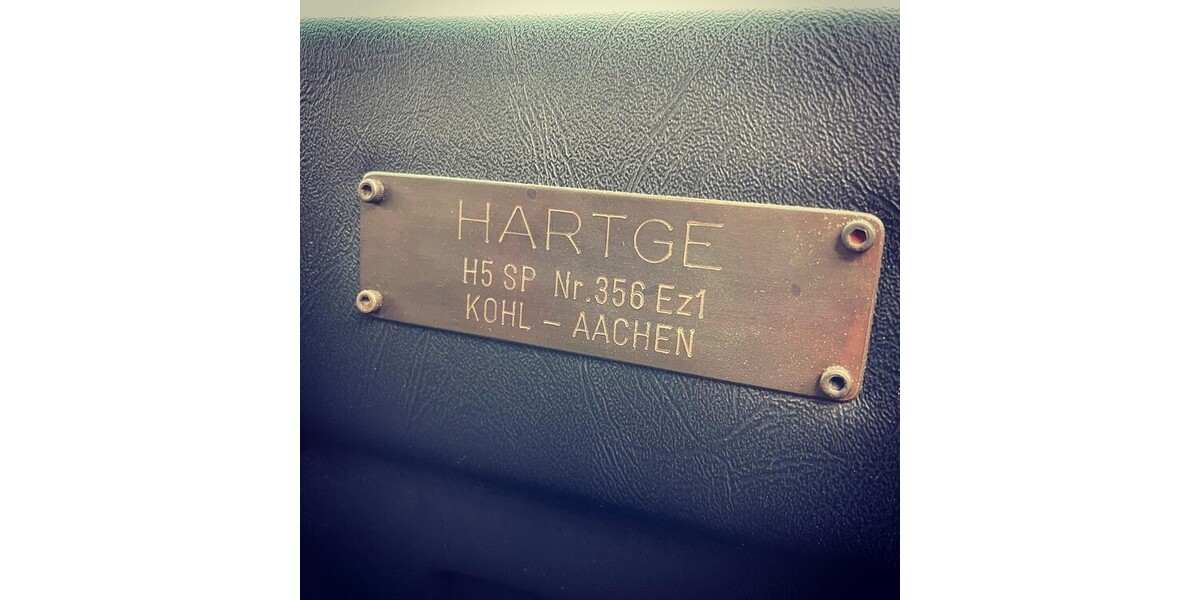 HARTGE
H5 SP Nr.356 Ez1
KOHL – AACHEN